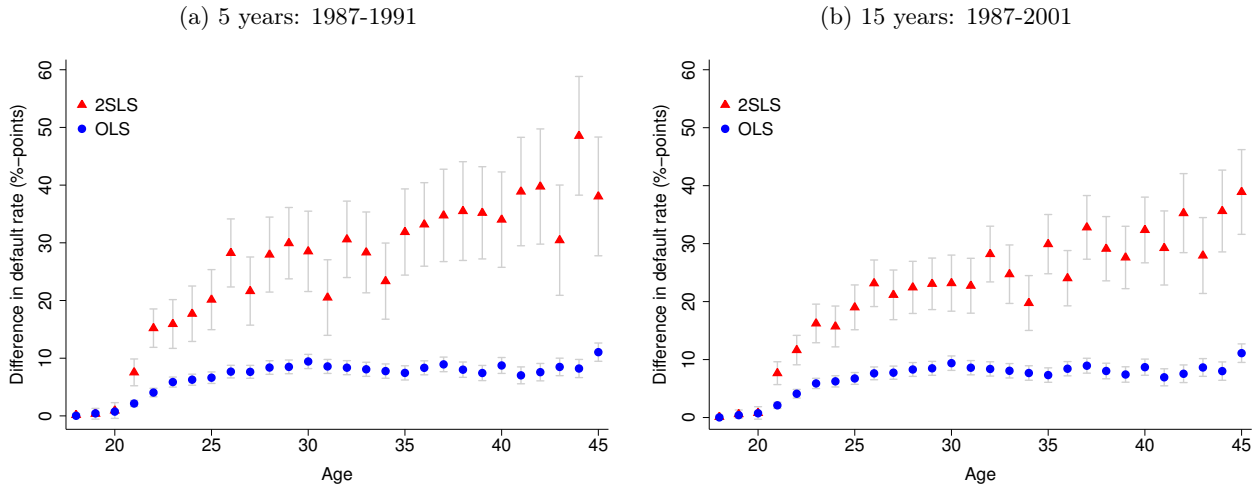 (a) 5 years: 1987-1991
Difference in default rate (%-points)
60
50
40
30
20
10
0
2SLS
OLS
20 25 30 35 40 45
Age
(b) 15 years: 1987-2001
Difference in default rate (%-points)
60
50
40
30
20
10
0
2SLS
OLS
20 25 30 35 40 45
Age